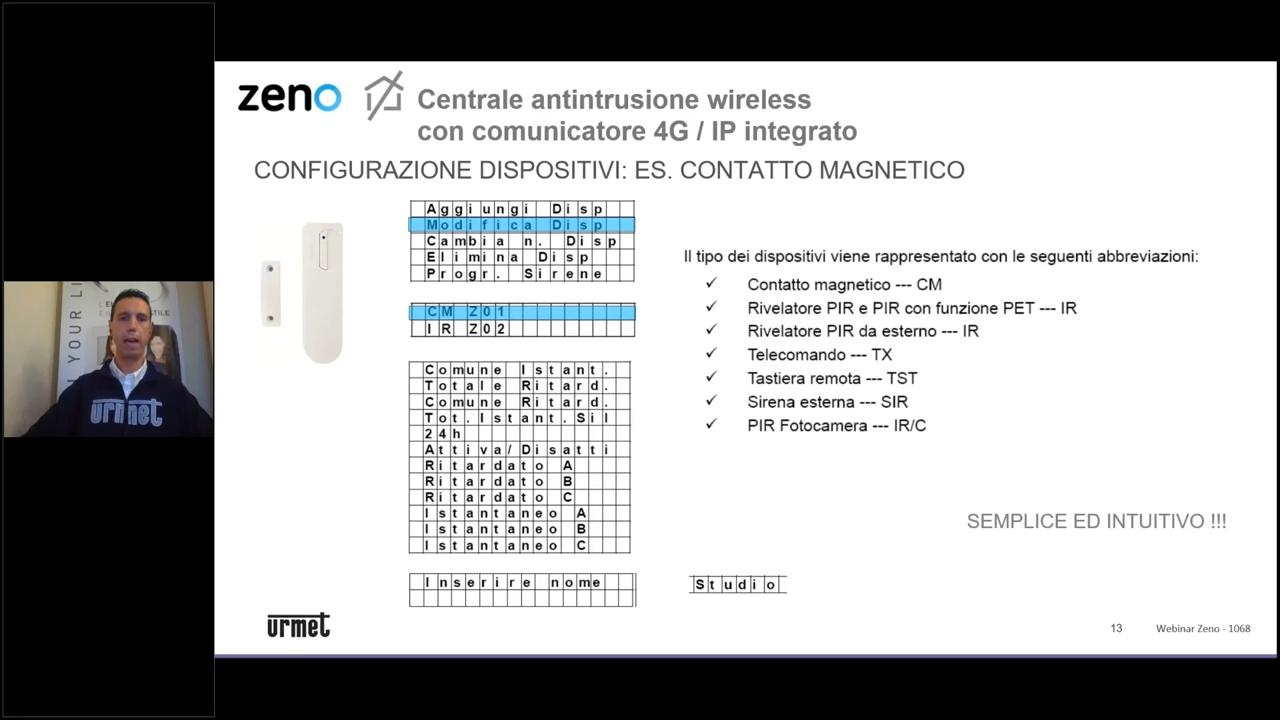 zeno
Centrale antintrusione wireless
con comunicatore 4G / IP integrato
CONFIGURAZIONE DISPOSITIVI: ES. CONTATTO MAGNETICO
Aggiungi Disp
Modifica Disp
Cambia n. Disp
Elimina Disp
Progr. Sirene
CM Z01
IR Z02
Comune Istant.
Totale Ritard.
Comune Ritard.
Tot.Istant.Sil
24h
Attiva/Disatti
Ritardato A
Ritardato B
Ritardato C
Istantaneo A
Istantaneo B
Istantaneo C
Inserire nome
Studio
Il tipo dei dispositivi viene rappresentato con le seguenti abbreviazioni:
✓ Contatto magnetico --- CM
✓ Rivelatore PIR e PIR con funzione PET --- IR
✓ Rivelatore PIR da esterno --- IR
✓ Telecomando --- TX
✓ Tastiera remota --- TST
✓ Sirena esterna --- SIR
✓ PIR Fotocamera --- IR/C
SEMPLICE ED INTUITIVO !!!
urmet
13
Webinar Zeno - 1068
YOUR LI
urmet